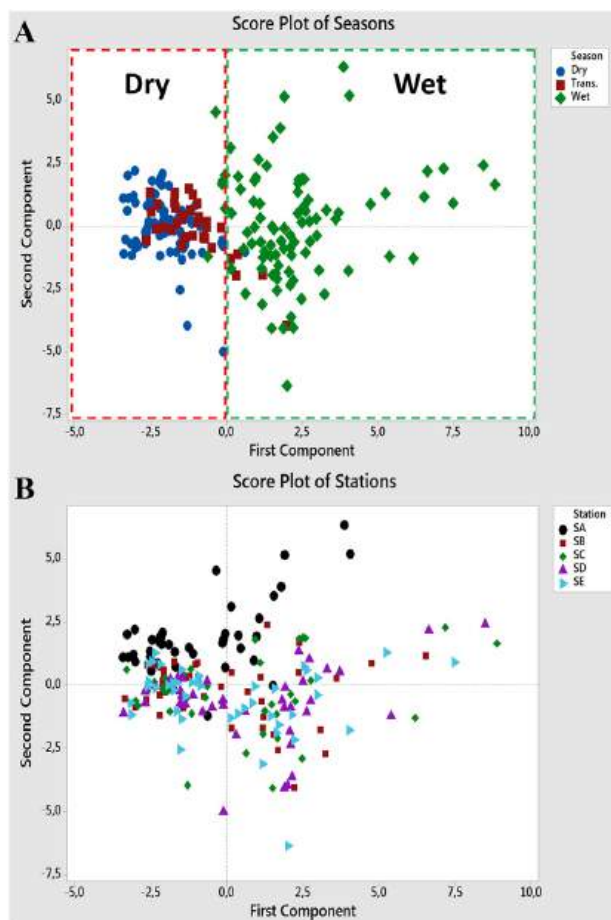 A
Score Plot of Seasons
Dry
Wet
Season
Dry
Trans.
Wet
Second Component
5,0
2,5
0,0
-2,5
-5,0
-7,5
-5,0 -2,5 0,0 2,5 5,0 7,5 10,0
First Component
B
Score Plot of Stations
Station
SA
SB
SC
SD
SE
Second Component
5,0
2,5
0,0
-2,5
-5,0
-7,5
-5,0 -2,5 0,0 2,5 5,0 7,5 10,0
First Component